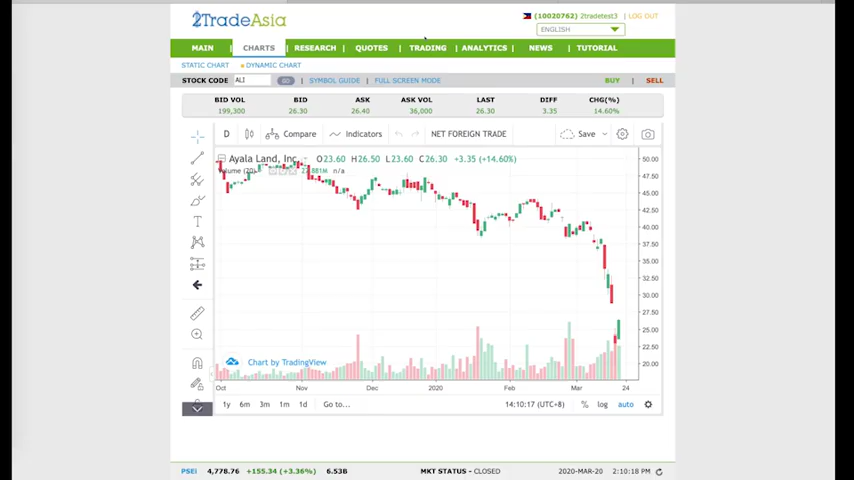 2TradeAsia
(10020762) 2tradetest3 | LOG OUT
ENGLISH
MAIN | CHARTS | RESEARCH | QUOTES | TRADING | ANALYTICS | NEWS | TUTORIAL
STATIC CHART DYNAMIC CHART
STOCK CODE ALI GO | SYMBOL GUIDE | FULL SCREEN MODE BUY | SELL
BID VOL BID ASK ASK VOL LAST DIFF CHG(%)
199,300 26.30 26.40 36,000 26.30 3.35 14.60%
D Compare Indicators NET FOREIGN TRADE Save
Ayala Land, Inc. O23.60 H26.50 L23.60 C26.30 +3.35 (+14.60%)
Volume (20) n/a
50.00
47.50
45.00
42.50
40.00
37.50
35.00
32.50
30.00
27.50
25.00
22.50
20.00
Chart by TradingView
Oct Nov Dec 2020 Feb Mar 24
1y 6m 3m 1m 1d Go to... 14:10:17 (UTC+8) % log auto
PSEi 4,778.76 +155.34 (+3.36%) 6.53B MKT STATUS - CLOSED 2020-MAR-20 2:10:18 PM